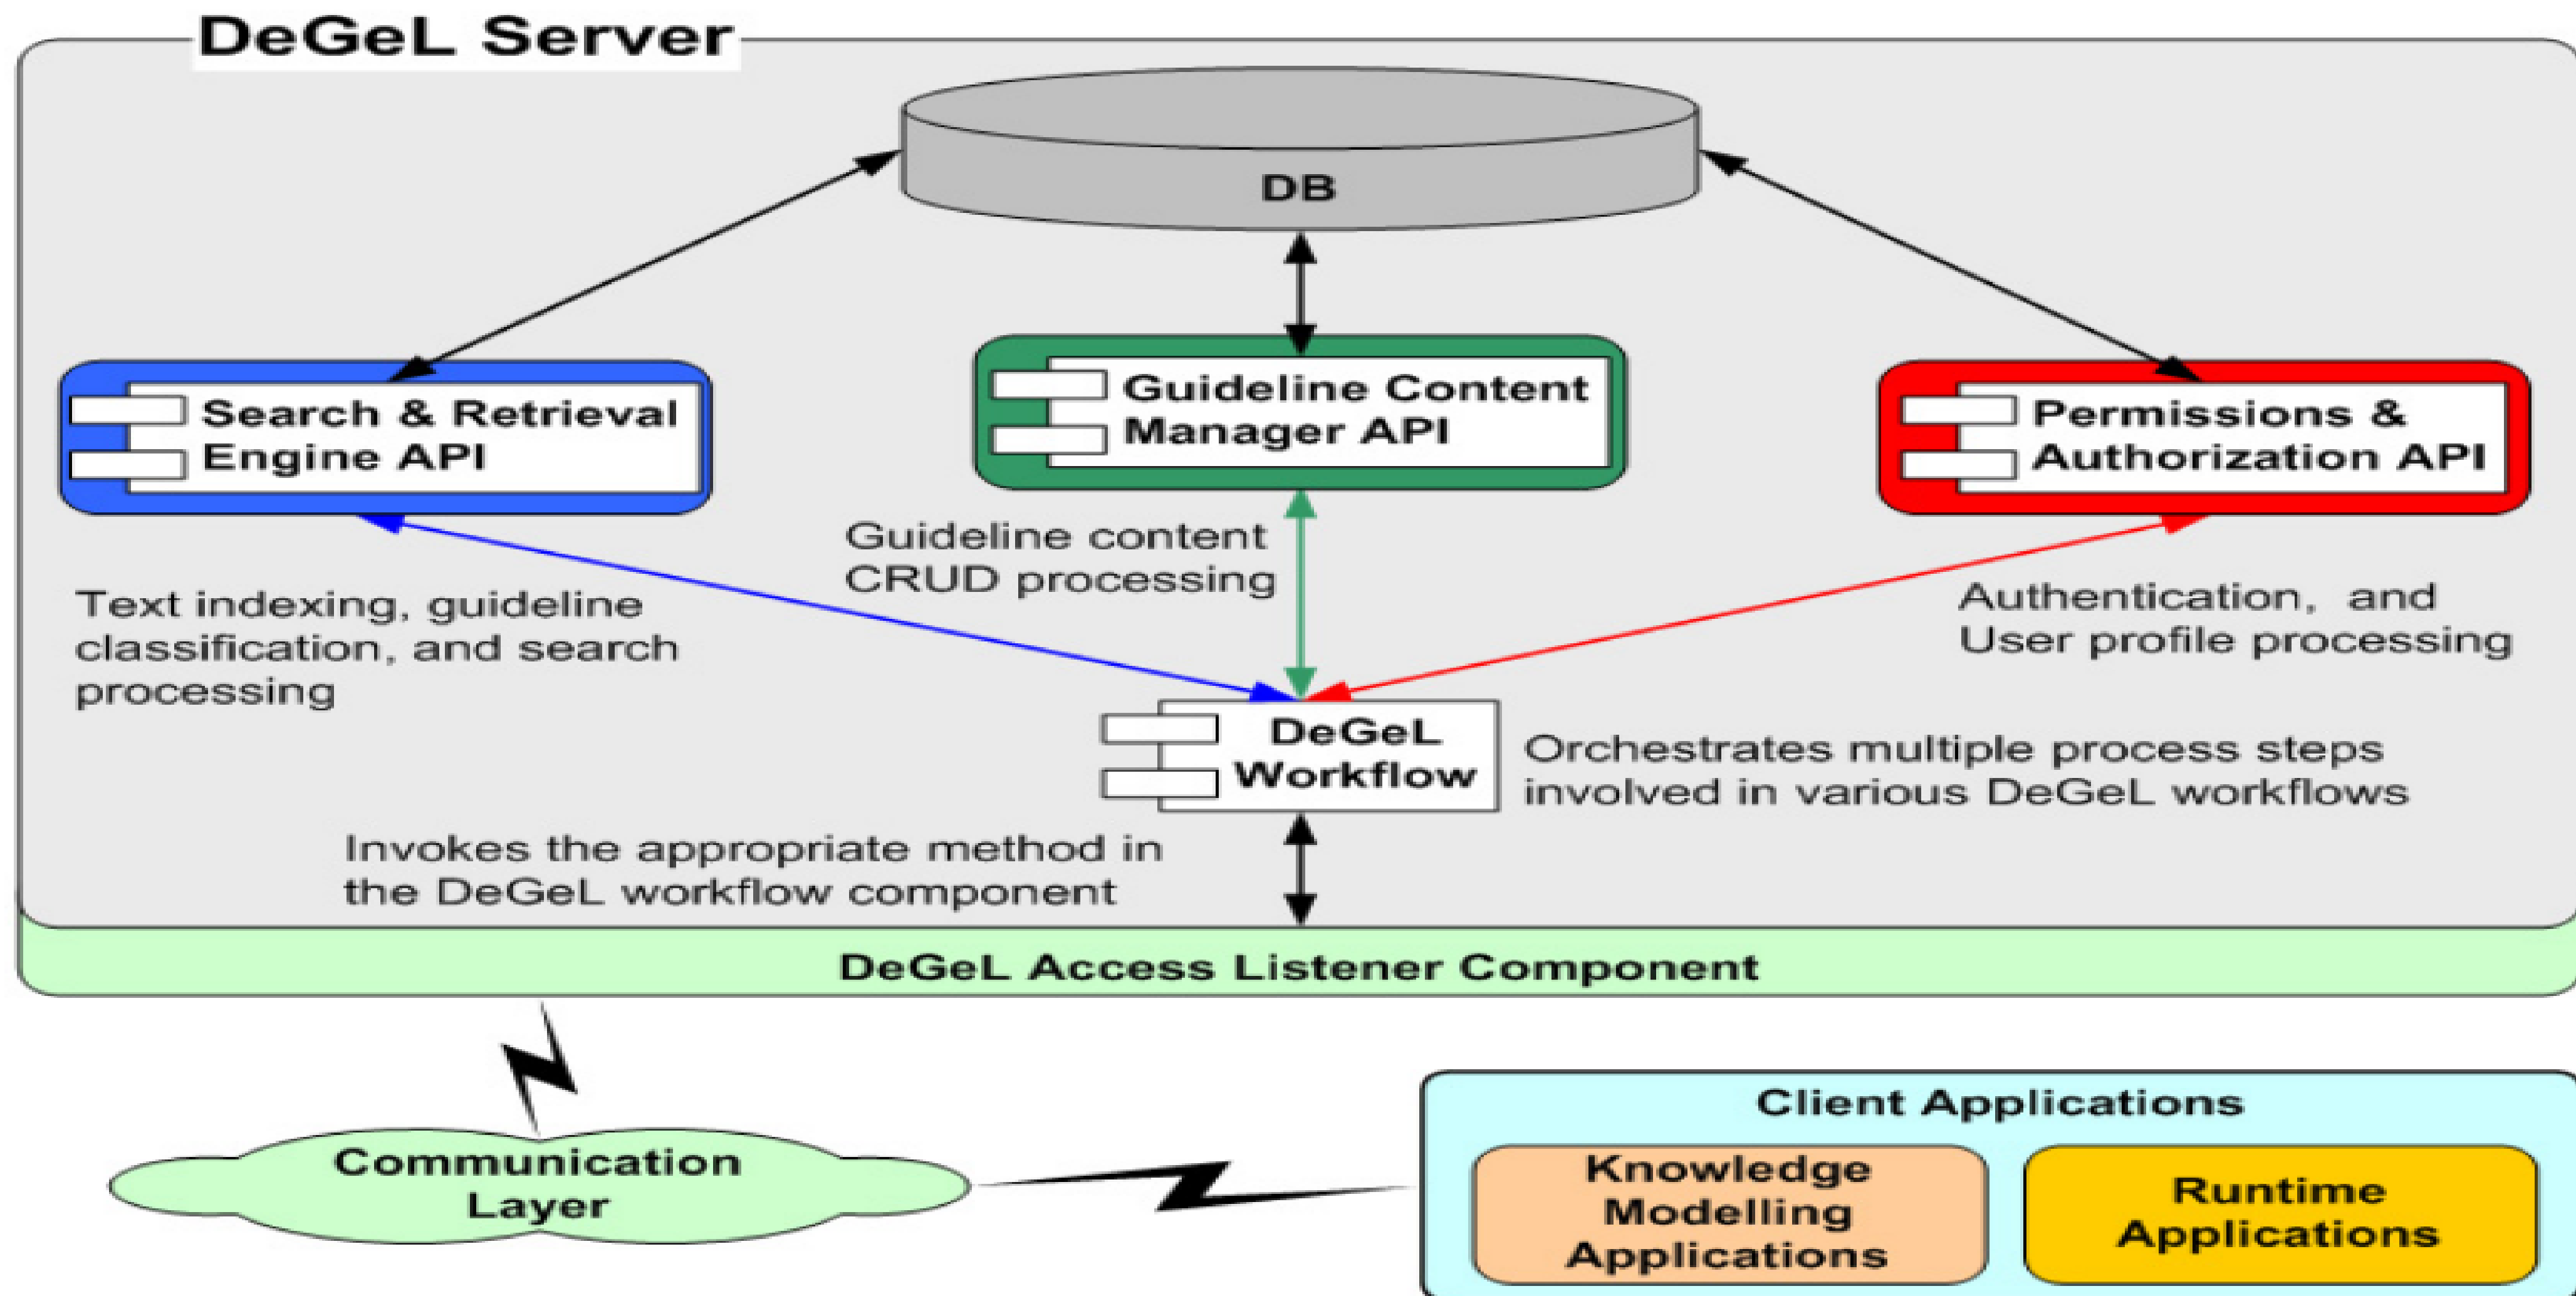 DeGeL Server
DB
Search & Retrieval
Engine API
Guideline Content
Manager API
Permissions &
Authorization API
Guideline content
CRUD processing
Text indexing, guideline
classification, and search
processing
Authentication,  and
User profile processing
DeGeL
Workflow
Orchestrates multiple process steps
involved in various DeGeL workflows
Invokes the appropriate method in
the DeGeL workflow component
DeGeL Access Listener Component
Communication
Layer
Client Applications
Knowledge
Modelling
Applications
Runtime
Applications